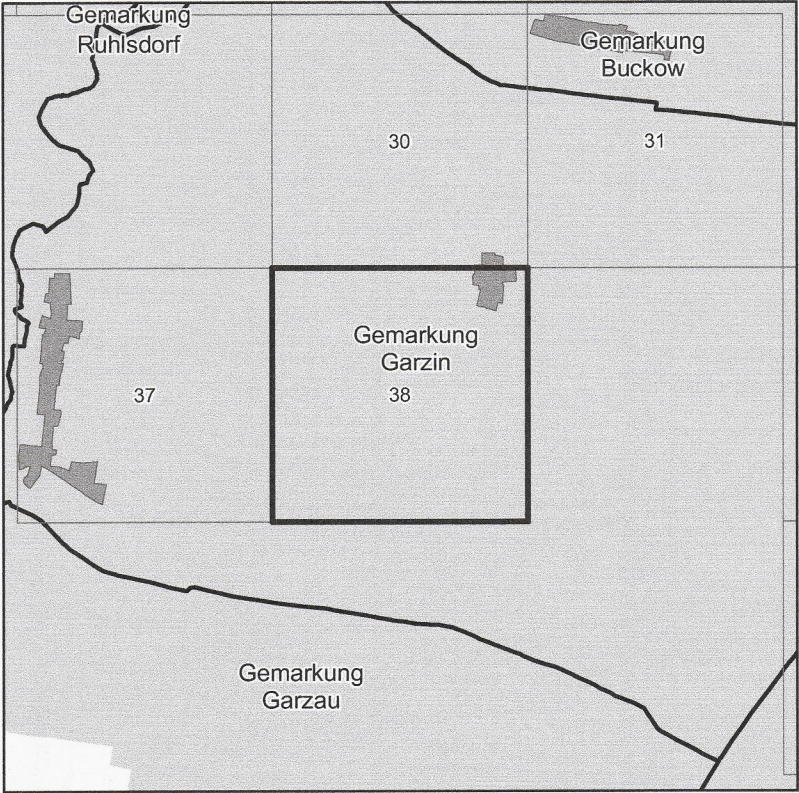 Gemarkung
Ruhlsdorf
Gemarkung
Buckow
30
31
Gemarkung
Garzin
37
38
Gemarkung
Garzau